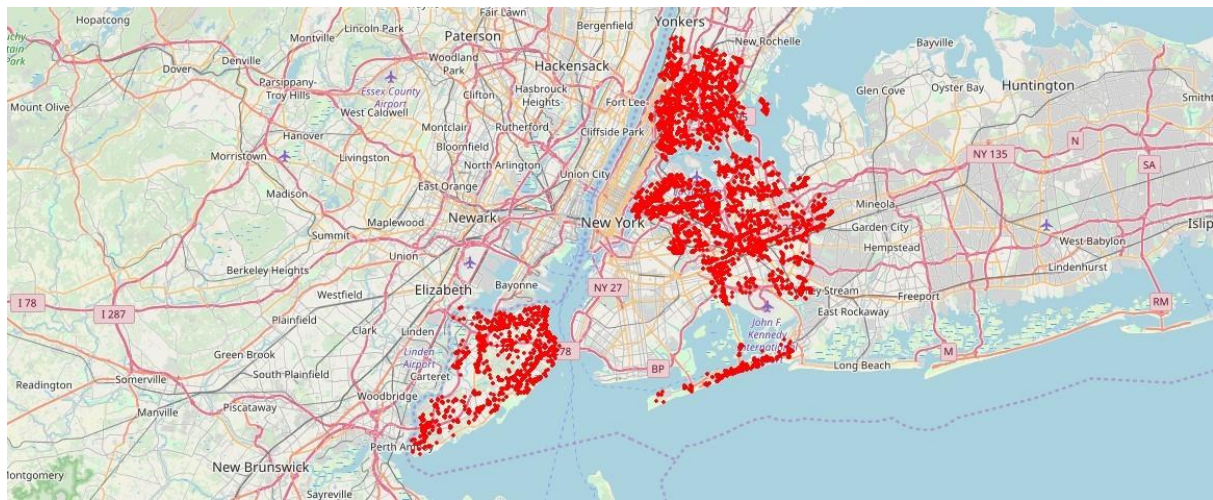 Hopatcong
Fair Lawn
Bergenfield
Yonkers
Montville
Lincoln Park
Paterson
New Rochelle
Bayville
Dover
Denville
Woodland
Park
Hackensack
Parsippany-
Troy Hills
Essex County
Airport
Clifton
Hasbrouck
Heights
Fort Lee
Glen Cove
Oyster Bay
Huntington
Mount Olive
West Caldwell
Cliffside Park
Hanover
Montclair
Rutherford
Bloomfield
N
NY 135
SA
Morristown
Livingston
North Arlington
Union City
Madison
East Orange
Mineola
Maplewood
Newark
New York
Garden City
Summit
Hempstead
West Babylon
Islip
Union
Berkeley Heights
Lindenhurst
Elizabeth
Bayonne
NY 27
Freeport
I 78
Westfield
East Rockaway
RM
I 287
Plainfield
Clark
Linden
John F.
Kennedy
International
Green Brook
Linden
Airport
278
M
South Plainfield
Carteret
BP
Long Beach
Readington
Somerville
Woodbridge
Manville
Piscataway
Perth Amboy
New Brunswick
Montgomery
Sayreville